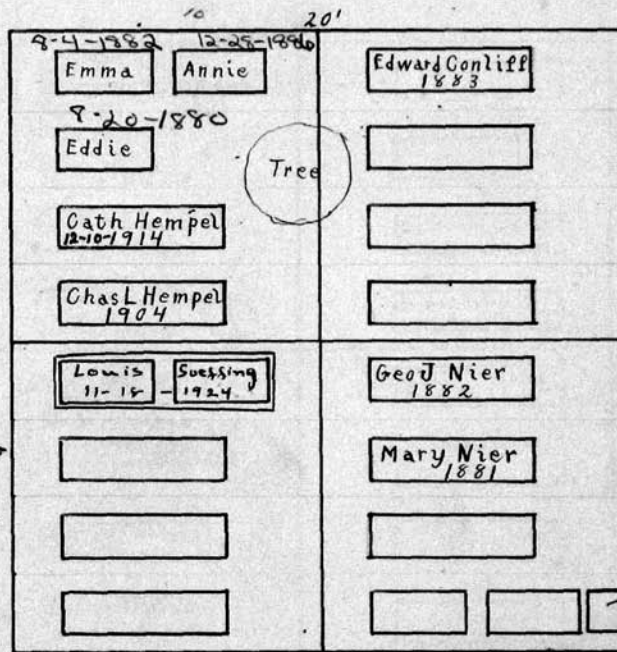 10
20'
8-4-1882 12-28-1886
Emma Annie
8-20-1880
Eddie
Tree
Cath Hempel
12-10-1914
Chas L Hempel
1904
Edward Conliff
1883
Louis Suessing
11-18-1924
Geo J Nier
1882
Mary Nier
1881